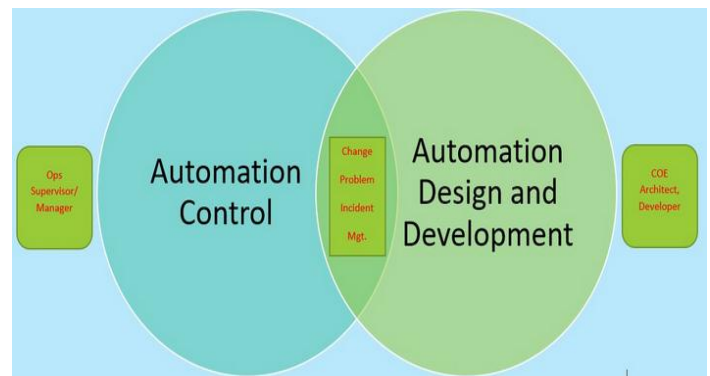 Ops
Supervisor/
Manager
Automation
Control
Change
Problem
Incident
Mgt.
Automation
Design and
Development
COE
Architect,
Developer